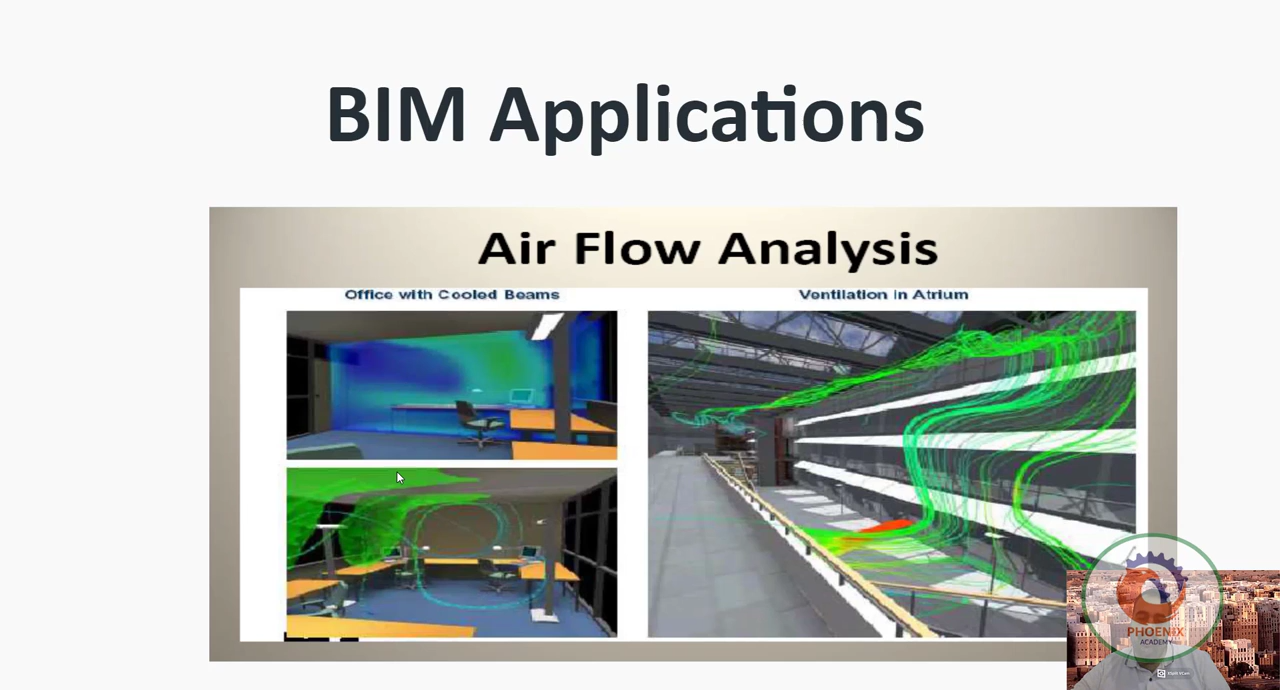 BIM Applications
Air Flow Analysis
Office with Cooled Beams
Ventilation in Atrium
PHOENIX
ACADEMY